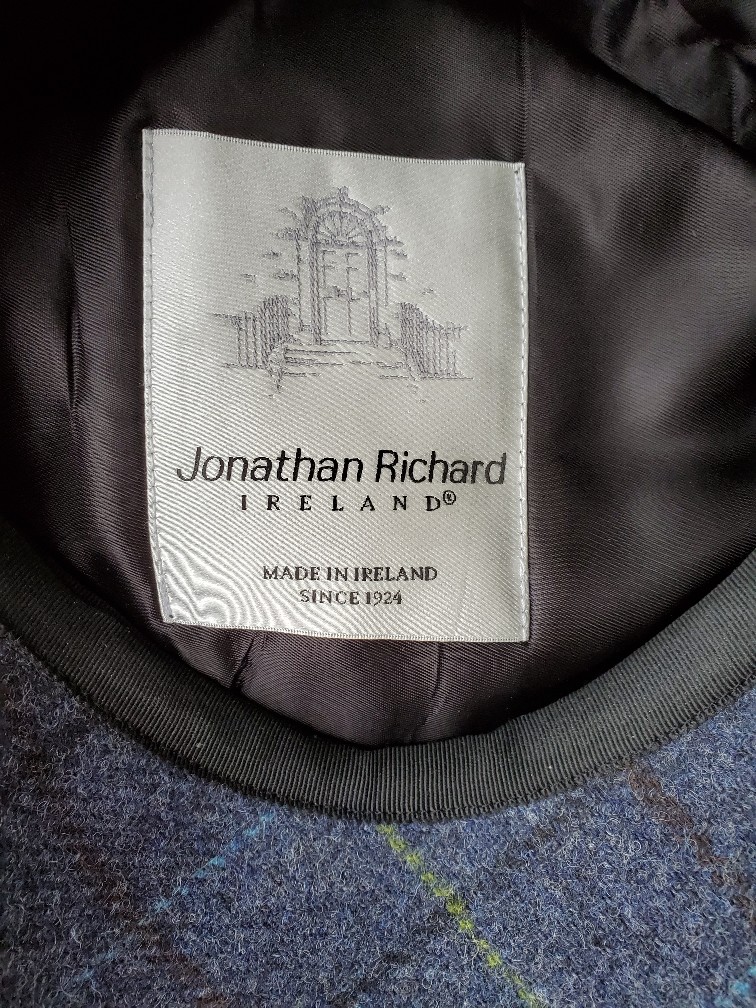 Jonathan Richard
IRELAND®
MADE IN IRELAND
SINCE 1924